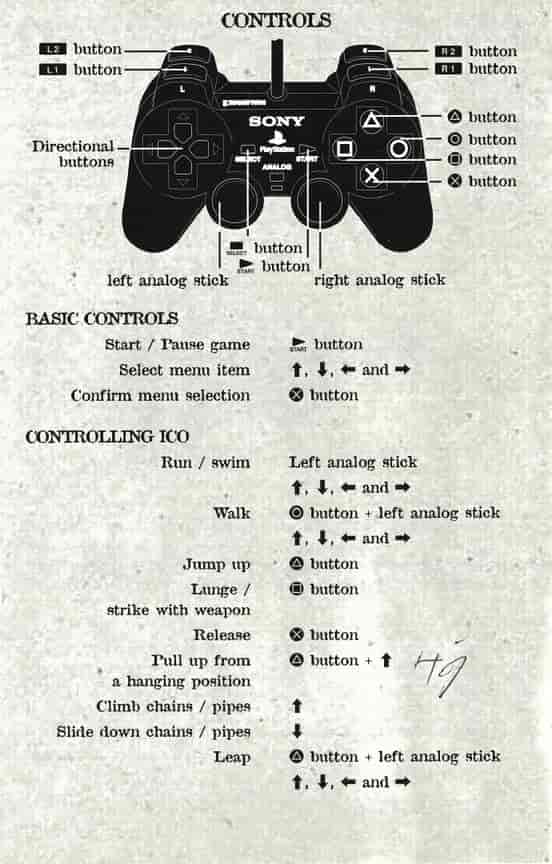 CONTROLS
L2 button
R2 button
L1 button
R1 button
L
R
SONY
PlayStation
SELECT
START
ANALOG
Directional
buttons
button
button
button
button
SELECT button
START button
left analog stick
right analog stick
BASIC CONTROLS
Start / Pause game START button
Select menu item ↑, ↓, ← and →
Confirm menu selection ⓧ button
CONTROLLING ICO
Run / swim Left analog stick
↑, ↓, ← and →
Walk ◎ button + left analog stick
↑, ↓, ← and →
Jump up △ button
Lunge / □ button
strike with weapon
Release ⓧ button
Pull up from △ button + ↑
a hanging position
Climb chains / pipes ↑
Slide down chains / pipes ↓
Leap △ button + left analog stick
↑, ↓, ← and →